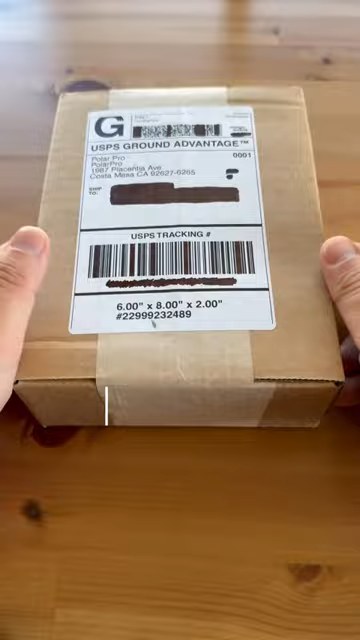 G
USPS GROUND ADVANTAGE™
Polar Pro
PolarPro
0001
1987 Placentia Ave
Costa Mesa CA 92627-6265
SHIP
TO:
USPS TRACKING #
6.00" x 8.00" x 2.00"
#22999232489